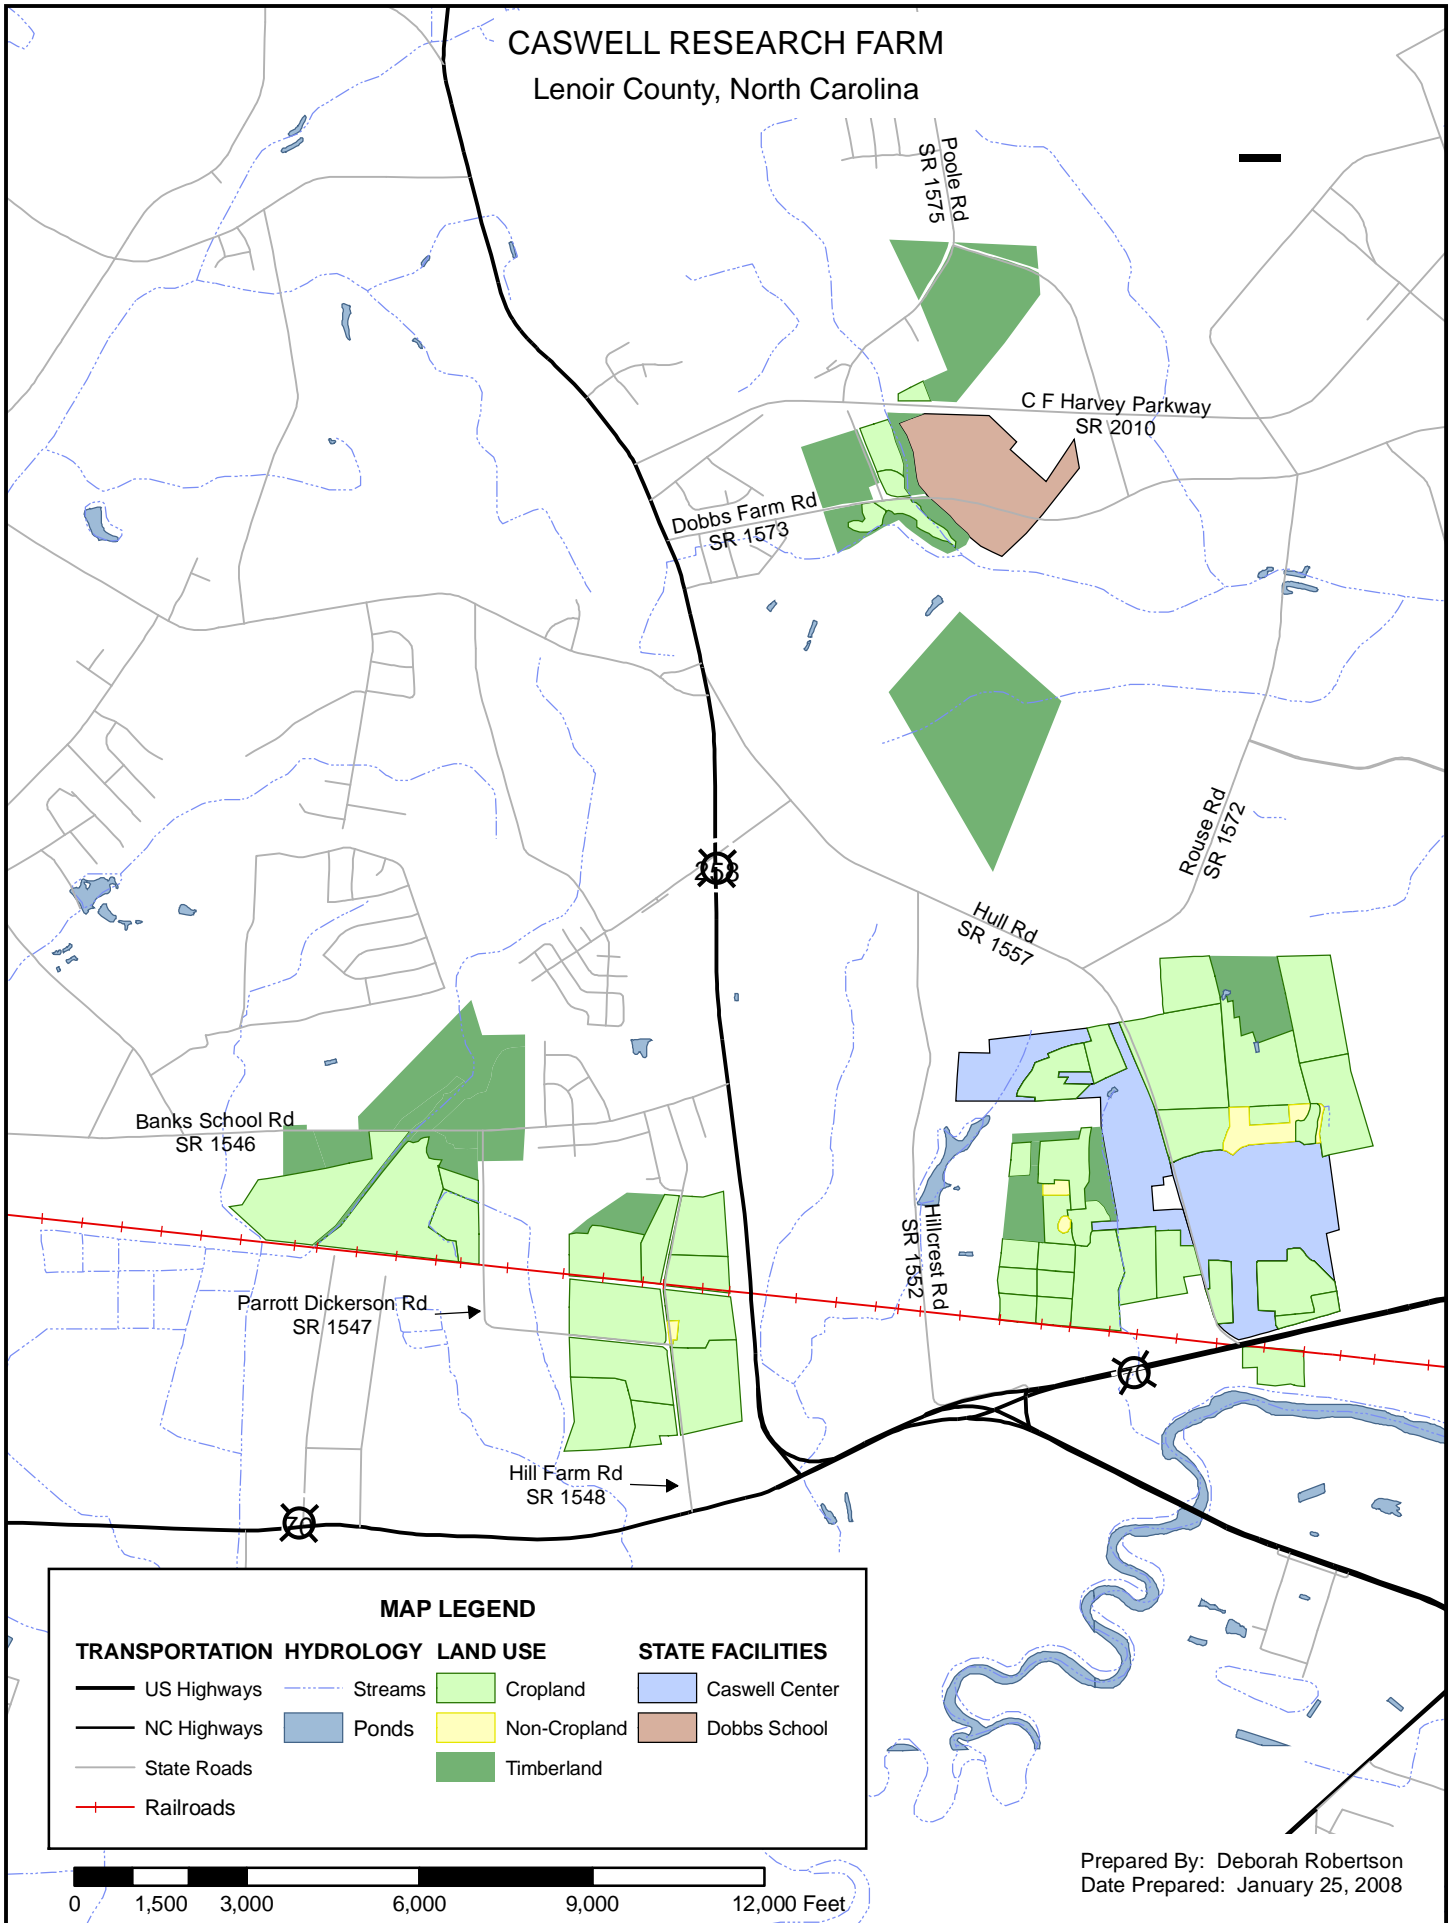 CASWELL RESEARCH FARM
Lenoir County, North Carolina
Poole Rd
SR 1575
C F Harvey Parkway
SR 2010
Dobbs Farm Rd
SR 1573
Rouse Rd
SR 1572
258
Hull Rd
SR 1557
Banks School Rd
SR 1546
Hillcrest Rd
SR 1552
Parrott Dickerson Rd
SR 1547
70
Hill Farm Rd
SR 1548
70
MAP LEGEND
TRANSPORTATION HYDROLOGY LAND USE STATE FACILITIES
US Highways Streams Cropland Caswell Center
NC Highways Ponds Non-Cropland Dobbs School
State Roads Timberland
Railroads
0 1,500 3,000 6,000 9,000 12,000 Feet
Prepared By: Deborah Robertson
Date Prepared: January 25, 2008